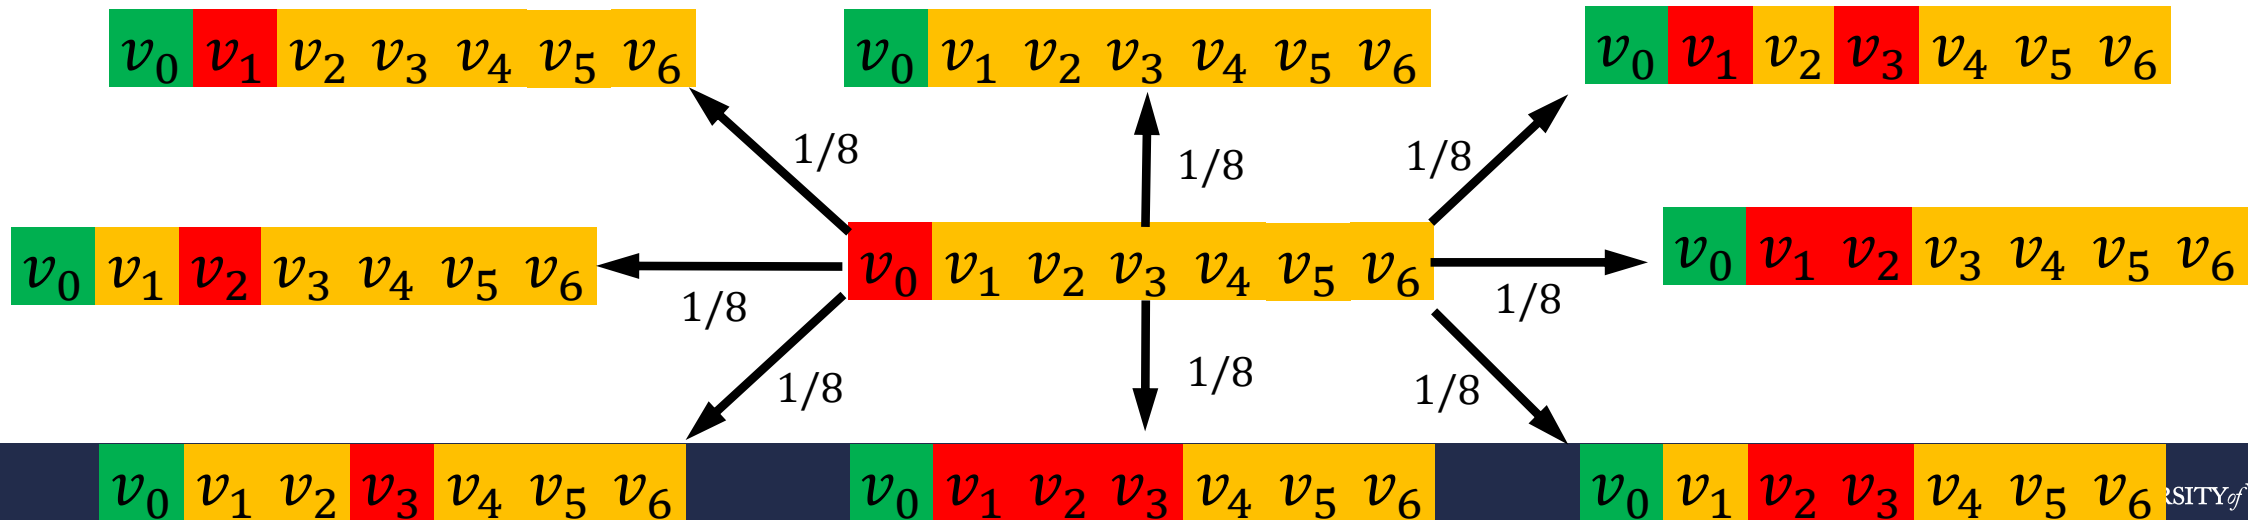 v₀ v₁ v₂ v₃ v₄ v₅ v₆
v₀ v₁ v₂ v₃ v₄ v₅ v₆
v₀ v₁ v₂ v₃ v₄ v₅ v₆
1/8
1/8
1/8
v₀ v₁ v₂ v₃ v₄ v₅ v₆
v₀ v₁ v₂ v₃ v₄ v₅ v₆
v₀ v₁ v₂ v₃ v₄ v₅ v₆
1/8
1/8
1/8
1/8
1/8
v₀ v₁ v₂ v₃ v₄ v₅ v₆
v₀ v₁ v₂ v₃ v₄ v₅ v₆
v₀ v₁ v₂ v₃ v₄ v₅ v₆
RSITY of